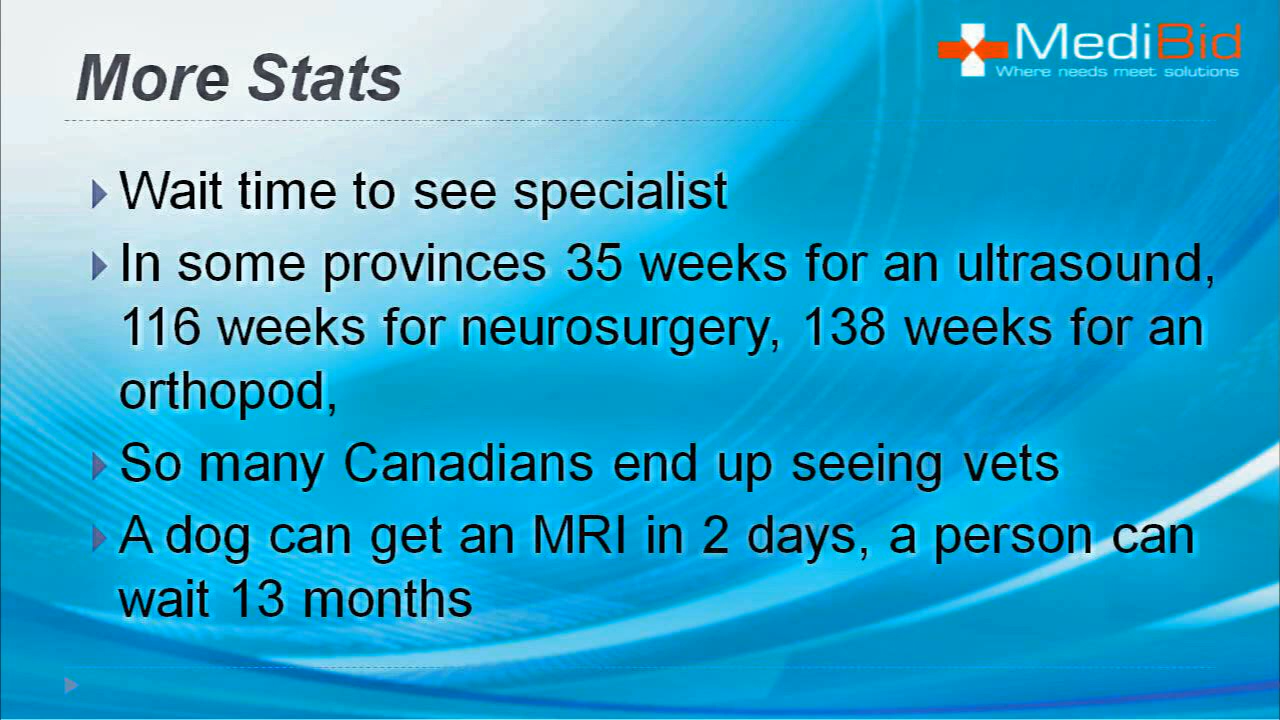 More Stats
MediBid
Where needs meet solutions
Wait time to see specialist
In some provinces 35 weeks for an ultrasound,
116 weeks for neurosurgery, 138 weeks for an
orthopod,
So many Canadians end up seeing vets
A dog can get an MRI in 2 days, a person can
wait 13 months